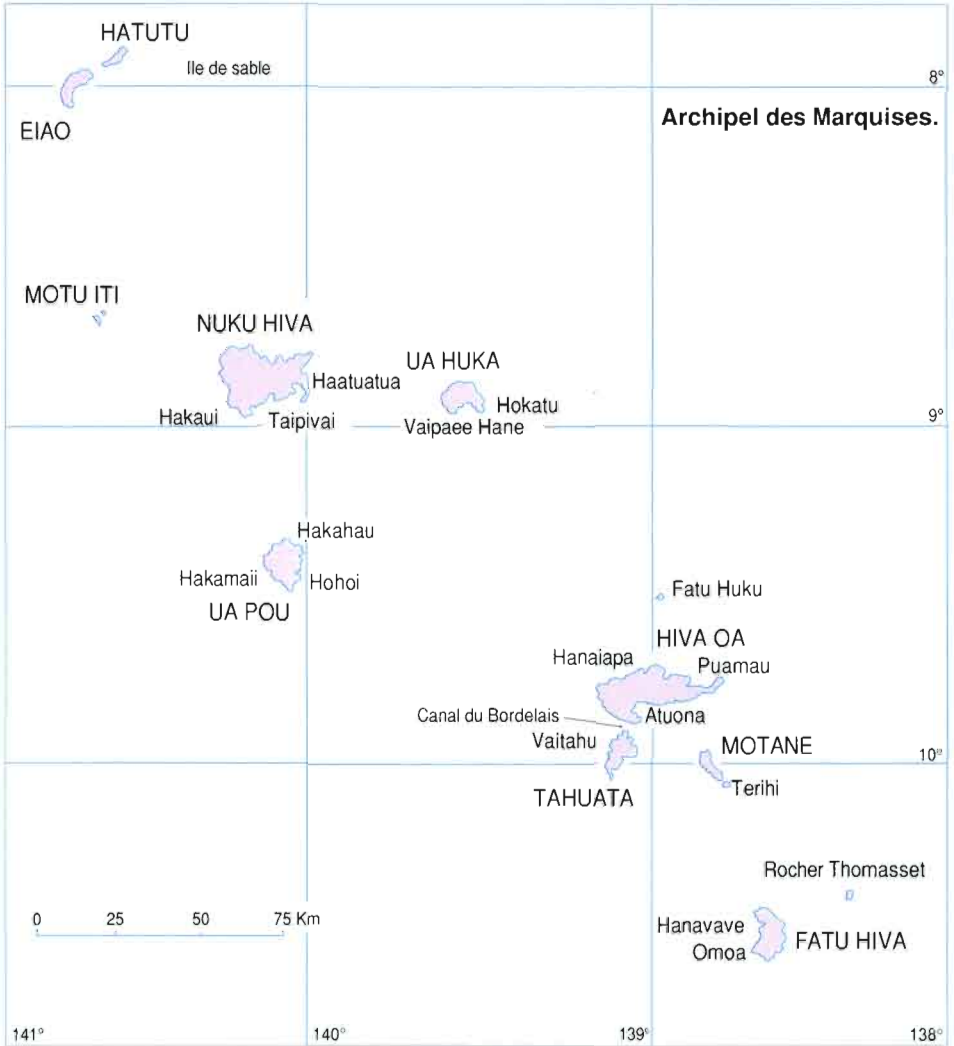 HATUTU
Ile de sable
8°
EIAO
Archipel des Marquises.
MOTU ITI
NUKU HIVA
UA HUKA
Haatuatua
Hokatu
Hakaui
Taipivai
Vaipaee Hane
9°
Hakahau
Hakamaii
Hohoi
UA POU
Fatu Huku
HIVA OA
Hanaiapa
Puamau
Canal du Bordelais
Atuona
Vaitahu
MOTANE
10°
Terihi
TAHUATA
Rocher Thomasset
0 25 50 75 Km
Hanavave
FATU HIVA
Omoa
141° 140° 139° 138°